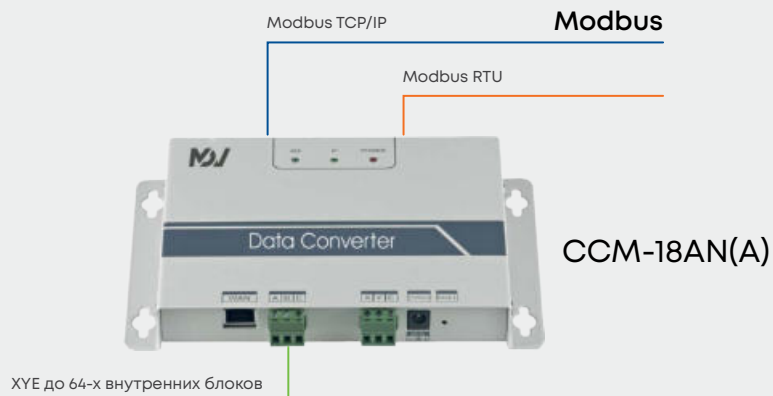 Modbus TCP/IP
Modbus
Modbus RTU
MDV
Data Converter
CCM-18AN(A)
WAN
A B E
X Y E
XYE до 64-х внутренних блоков